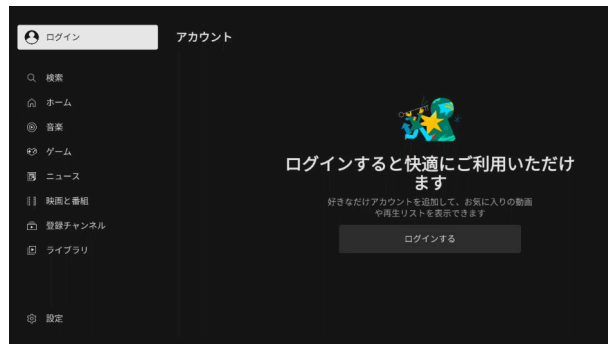 ログイン
アカウント
検索
ホーム
音楽
ゲーム
ニュース
映画と番組
登録チャンネル
ライブラリ
設定
ログインすると快適にご利用いただけ
ます
好きなだけアカウントを追加して、お気に入りの動画
や再生リストを表示できます
ログインする